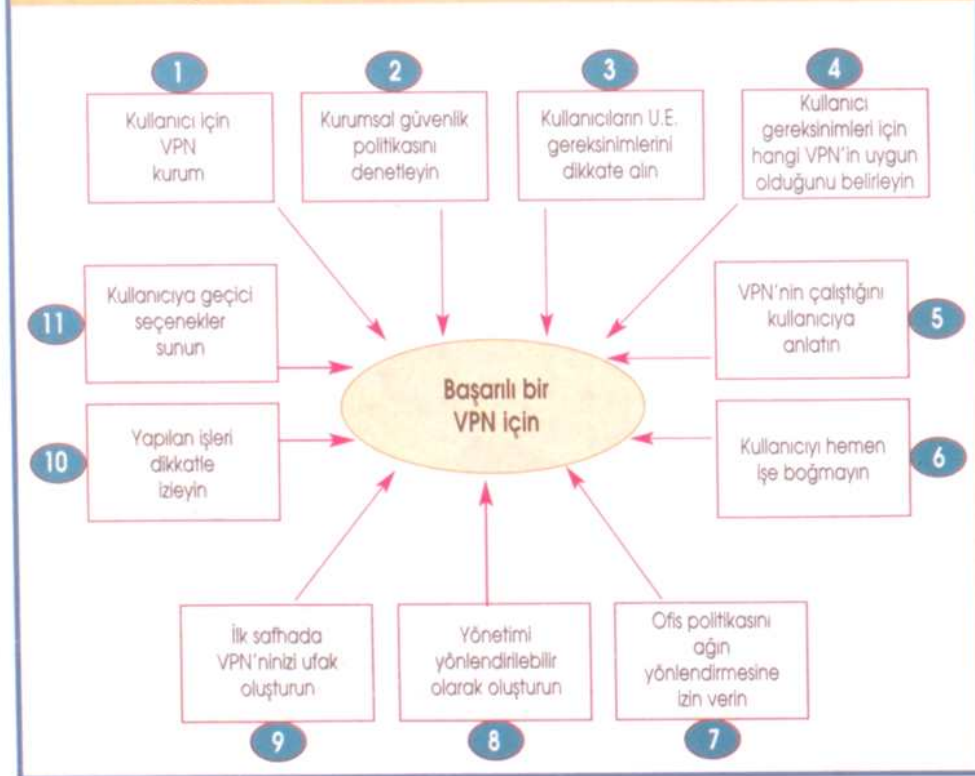 1
Kullanıcı için
VPN
kurum
2
Kurumsal güvenlik
politikasını
denetleyin
3
Kullanıcıların U.E.
gereksinimlerini
dikkate alın
4
Kullanıcı
gereksinimleri için
hangi VPN'in uygun
olduğunu belirleyin
5
VPN'nin çalıştığını
kullanıcıya
anlatın
6
Kullanıcıyı hemen
işe boğmayın
7
Ofis politikasını
ağın
yönlendirmesine
izin verin
8
Yönetimi
yönlendirilebilir
olarak oluşturun
9
İlk safhada
VPN'ninizi ufak
oluşturun
10
Yapılan işleri
dikkatle
izleyin
11
Kullanıcıya geçici
seçenekler
sunun
Başarılı bir
VPN için